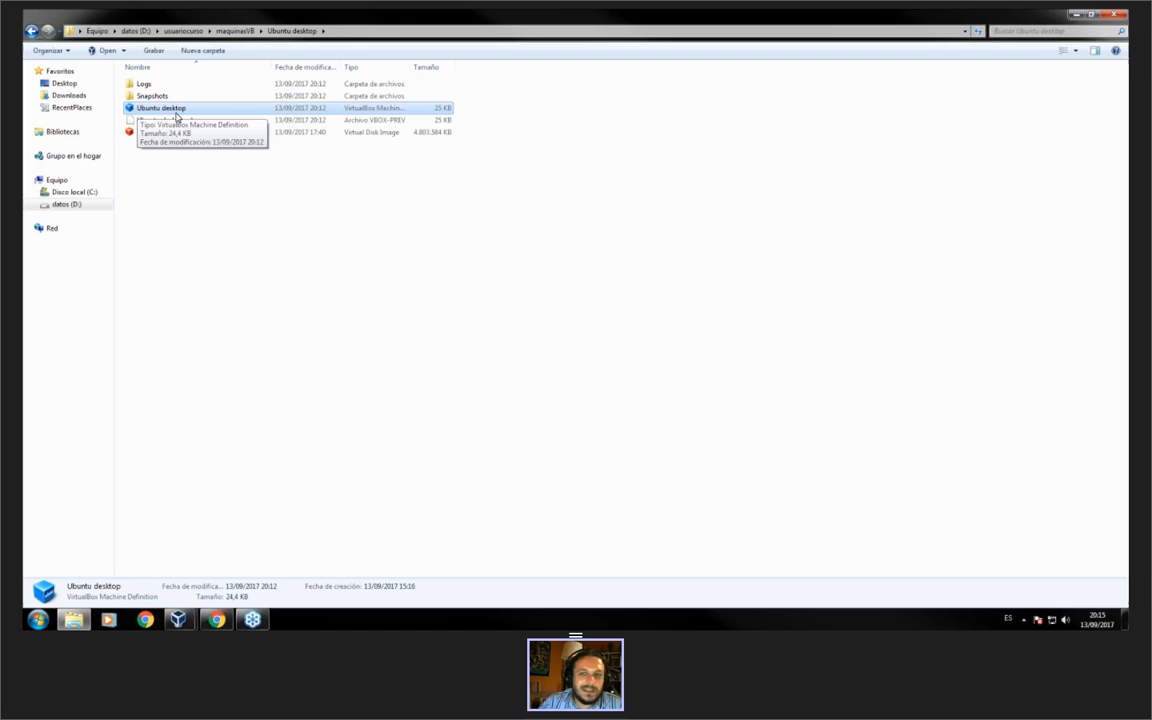 Equipo datos (D:) usuariocurso maquinasVB Ubuntu desktop
Buscar Ubuntu desktop
Organizar Open Grabar Nueva carpeta
Favoritos
Desktop
Downloads
RecentPlaces
Bibliotecas
Grupo en el hogar
Equipo
Disco local (C:)
datos (D:)
Red
Nombre Fecha de modifica... Tipo Tamaño
Logs 13/09/2017 20:12 Carpeta de archivos
Snapshots 13/09/2017 20:12 Carpeta de archivos
Ubuntu desktop 13/09/2017 20:12 VirtualBox Machin... 25 KB
13/09/2017 20:12 Archivo VBOX-PREV 25 KB
13/09/2017 17:40 Virtual Disk Image 4.803.584 KB
Tipo: VirtualBox Machine Definition
Tamaño: 24,4 KB
Fecha de modificación: 13/09/2017 20:12
Ubuntu desktop Fecha de modifica... 13/09/2017 20:12 Fecha de creación: 13/09/2017 15:16
VirtualBox Machine Definition Tamaño: 24,4 KB
ES 20:15
13/09/2017